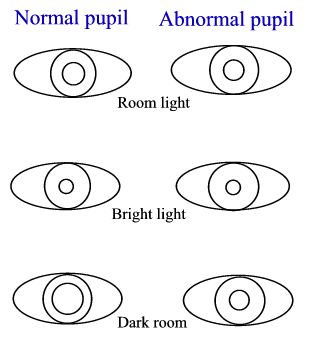 Normal pupil
Abnormal pupil
Room light
Bright light
Dark room